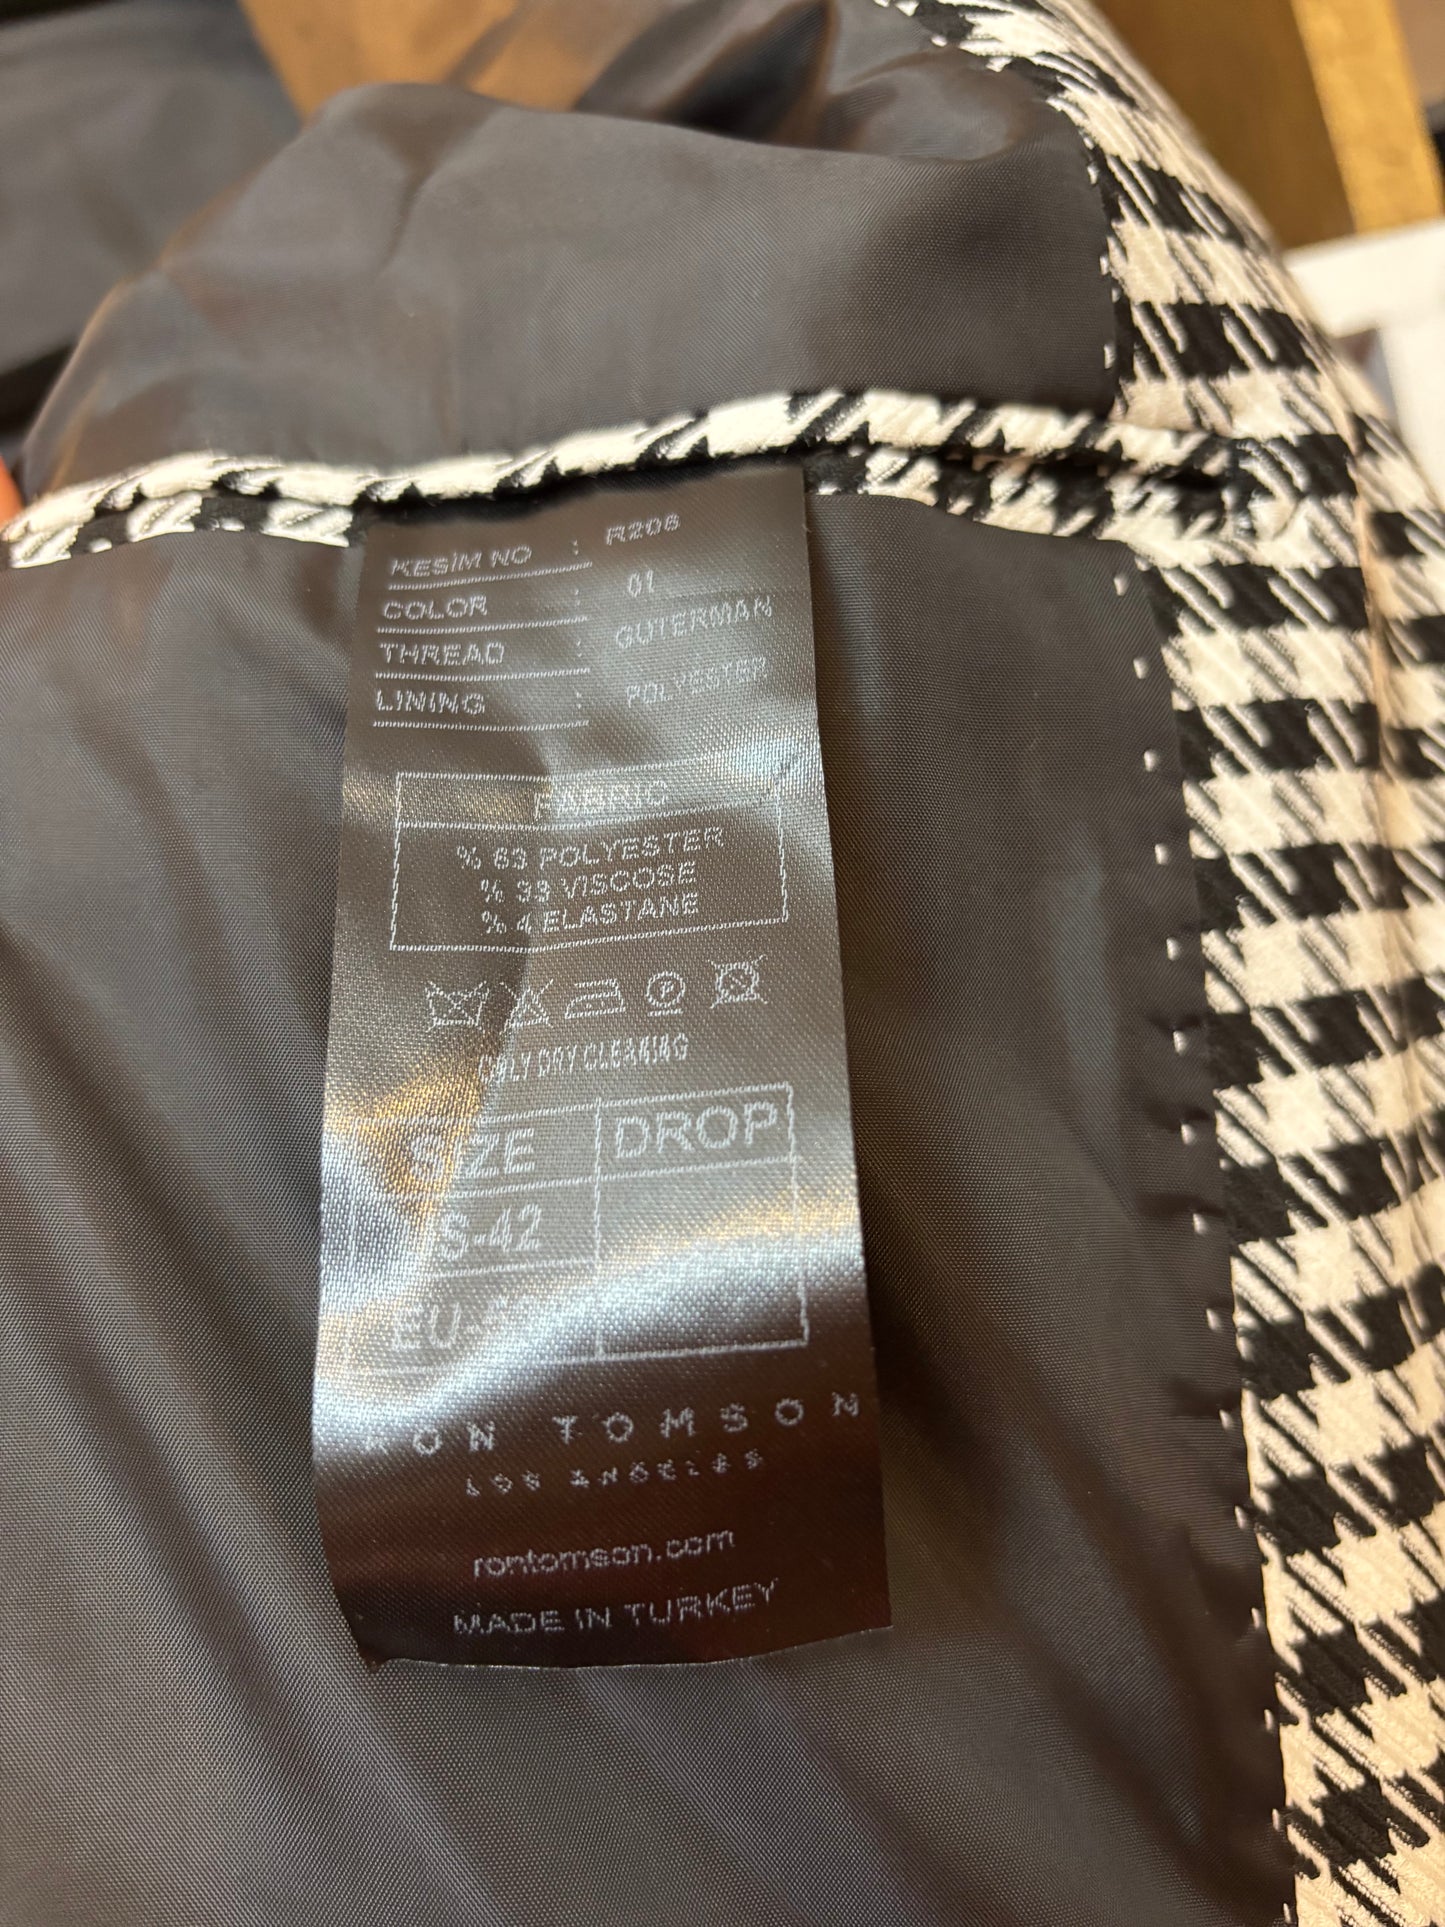 KESİM NO : R206
COLOR : 01
THREAD : GUTERMAN
LINING : POLYESTER
FABRIC
% 63 POLYESTER
% 33 VISCOSE
% 4 ELASTANE
P
ONLY DRY CLEANING
SIZE DROP
S-42
RON TOMSON
LOS ANGELES
rontomson.com
MADE IN TURKEY